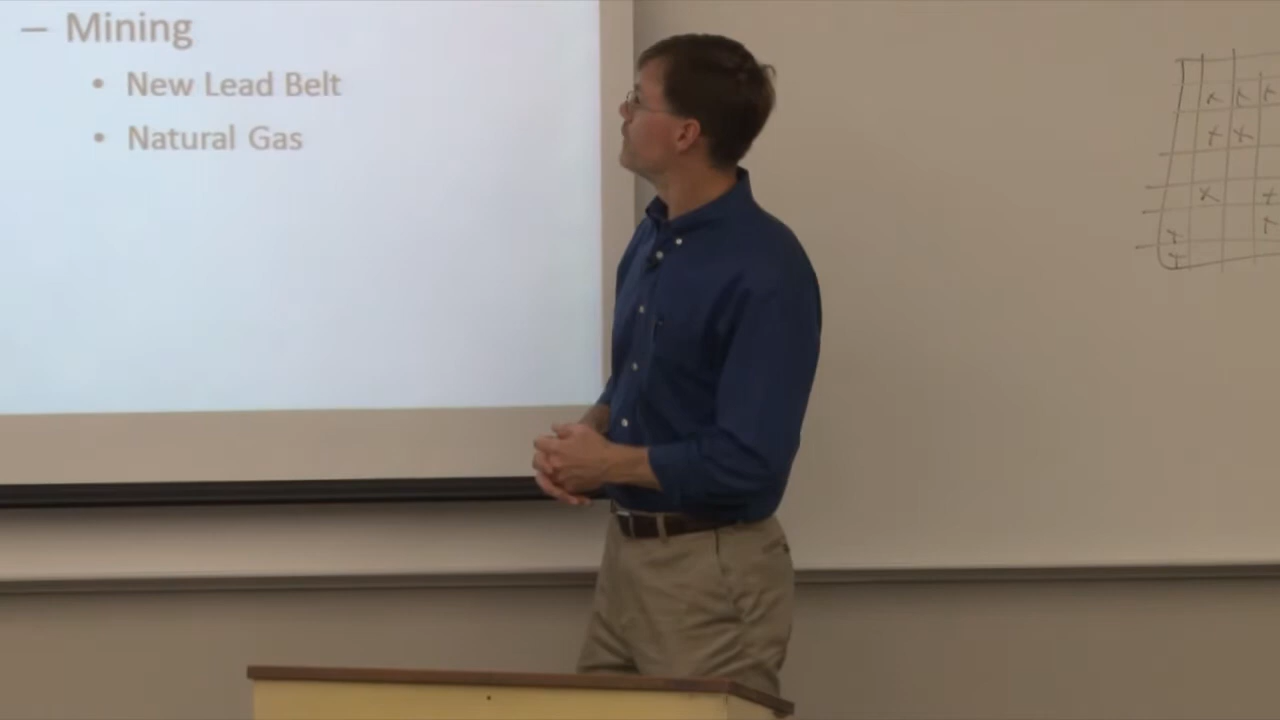 – Mining
• New Lead Belt
• Natural Gas